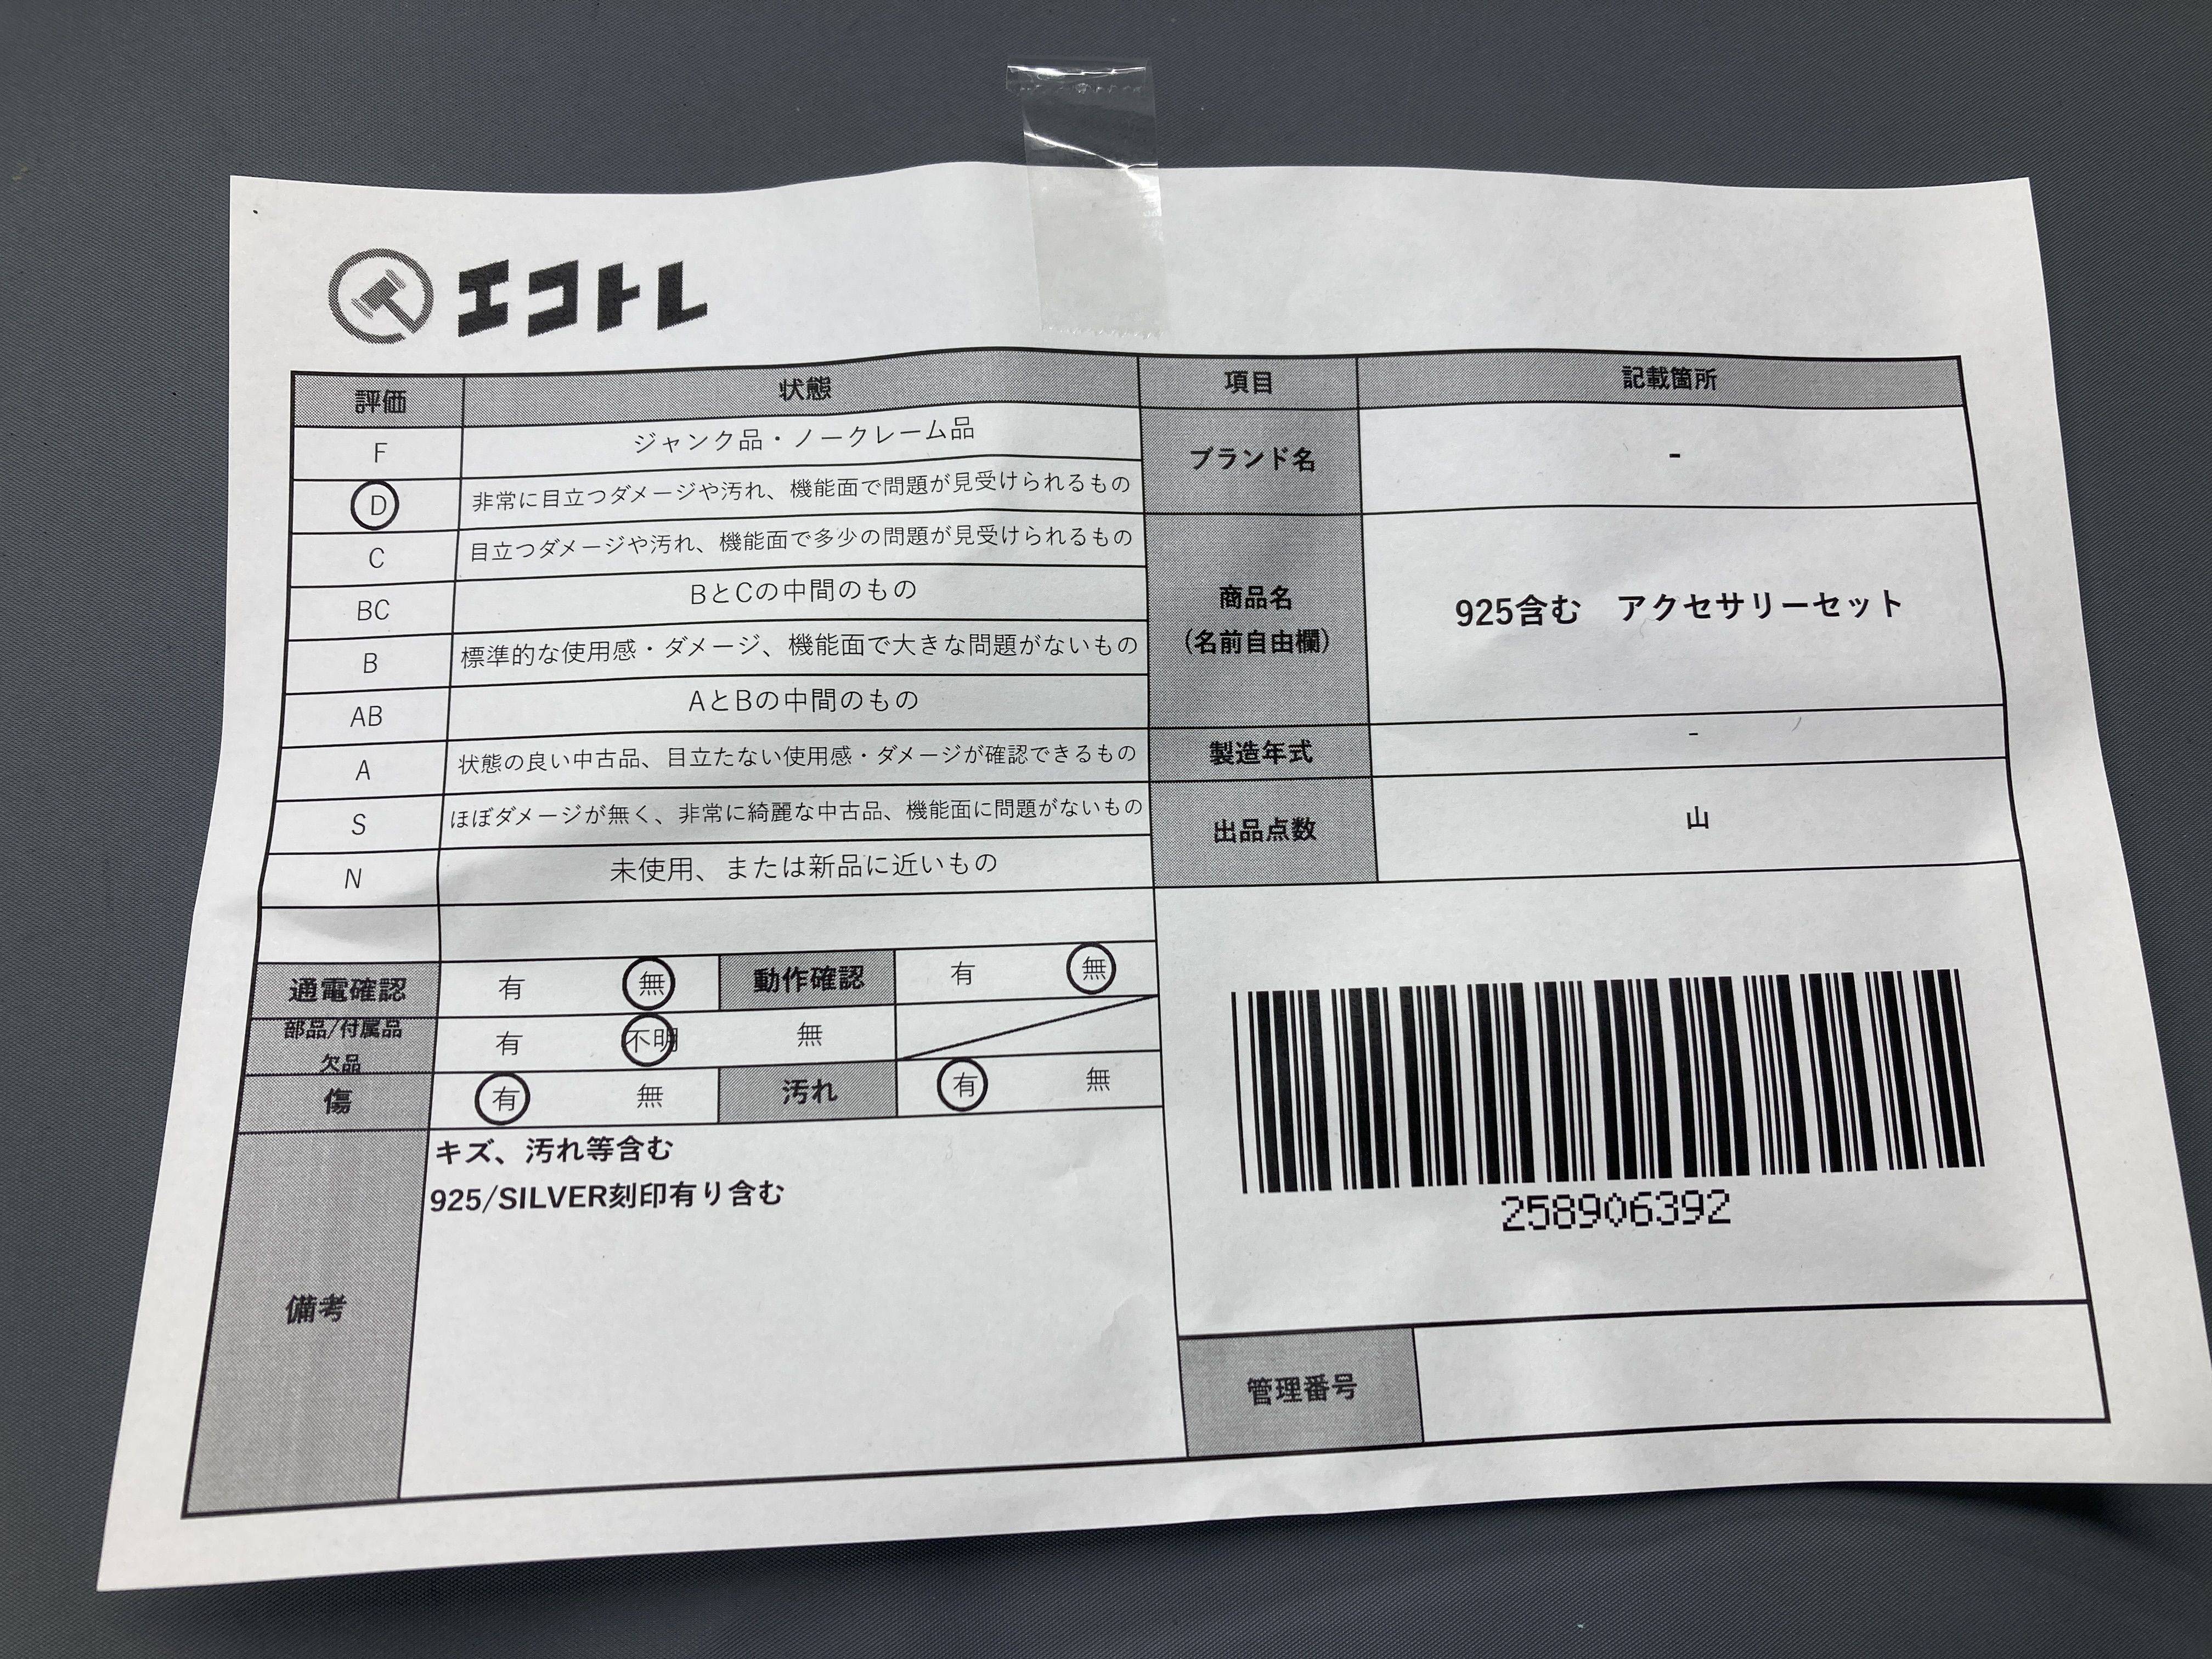 エコトレ
評価 状態
F ジャンク品・ノークレーム品
D 非常に目立つダメージや汚れ、機能面で問題が見受けられるもの
C 目立つダメージや汚れ、機能面で多少の問題が見受けられるもの
BC BとCの中間のもの
B 標準的な使用感・ダメージ、機能面で大きな問題がないもの
AB AとBの中間のもの
A 状態の良い中古品、目立たない使用感・ダメージが確認できるもの
S ほぼダメージが無く、非常に綺麗な中古品、機能面に問題がないもの
N 未使用、または新品に近いもの
通電確認 有 無 動作確認 有 無
部品/付属品
欠品 有 不明 無
傷 有 無 汚れ 有 無
備考
キズ、汚れ等含む
925/SILVER刻印有り含む
項目 記載箇所
ブランド名 -
商品名
(名前自由欄)
925含む アクセサリーセット
製造年式 -
出品点数 山
258906392
管理番号